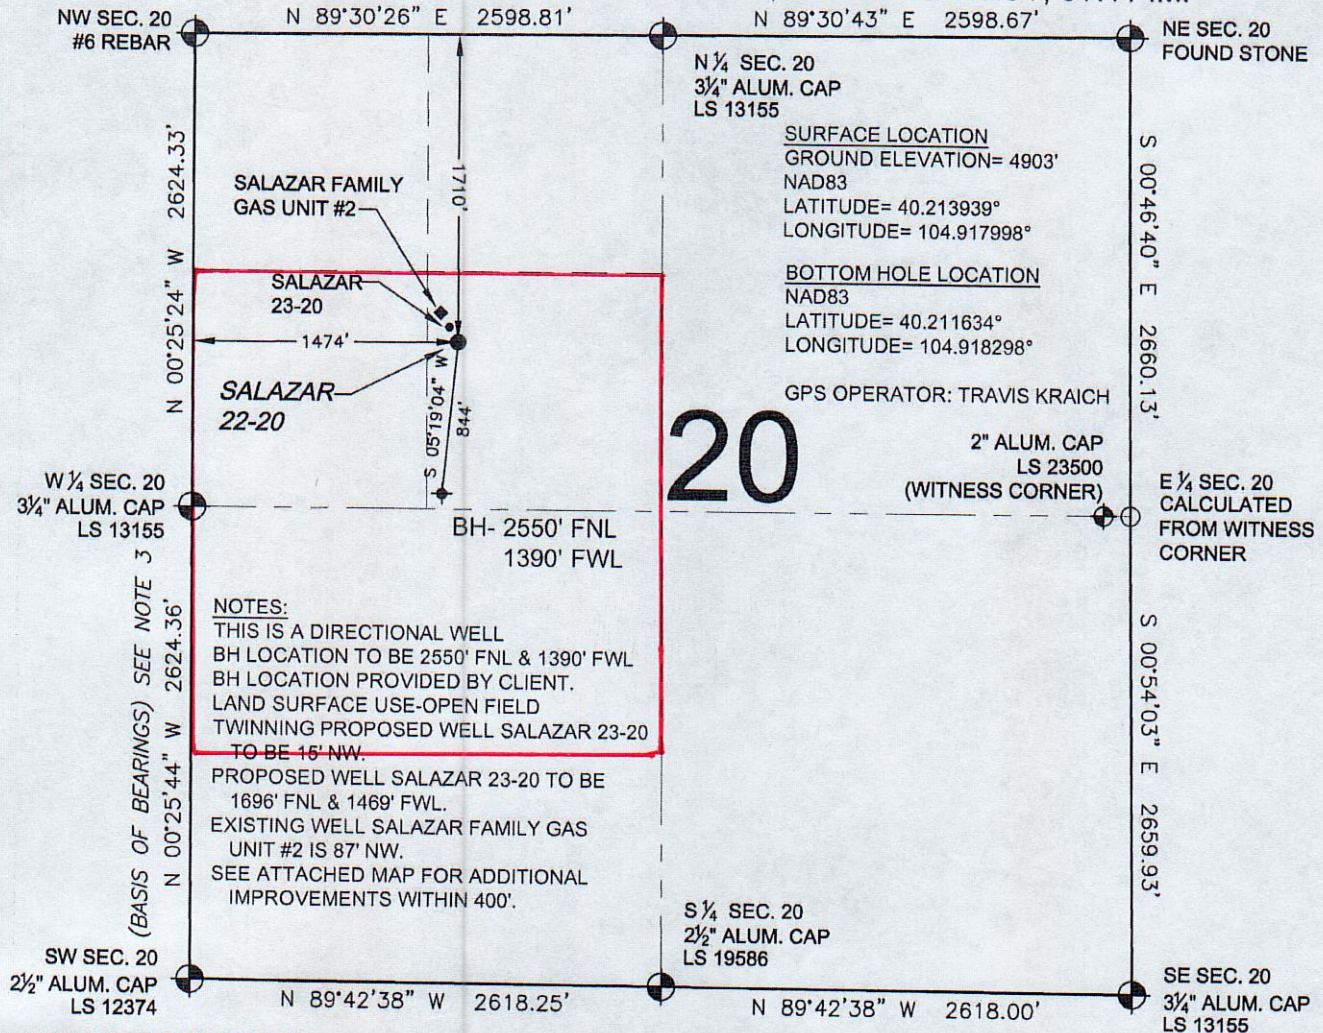 NW SEC. 20
#6 REBAR
N 89°30'26" E 2598.81'
N 89°30'43" E 2598.67'
NE SEC. 20
FOUND STONE
N ¼ SEC. 20
3¼" ALUM. CAP
LS 13155
SURFACE LOCATION
GROUND ELEVATION= 4903'
NAD83
LATITUDE= 40.213939°
LONGITUDE= 104.917998°
BOTTOM HOLE LOCATION
NAD83
LATITUDE= 40.211634°
LONGITUDE= 104.918298°
GPS OPERATOR: TRAVIS KRAICH
N 00°25'24" W 2624.33'
S 00°46'40" E 2660.13'
1710'
SALAZAR FAMILY
GAS UNIT #2
SALAZAR
23-20
1474'
SALAZAR
22-20
S 05°19'04" W
844'
20
2" ALUM. CAP
LS 23500
(WITNESS CORNER)
W ¼ SEC. 20
3¼" ALUM. CAP
LS 13155
E ¼ SEC. 20
CALCULATED
FROM WITNESS
CORNER
BH- 2550' FNL
1390' FWL
(BASIS OF BEARINGS) SEE NOTE 3
N 00°25'44" W 2624.36'
S 00°54'03" E 2659.93'
NOTES:
THIS IS A DIRECTIONAL WELL
BH LOCATION TO BE 2550' FNL & 1390' FWL
BH LOCATION PROVIDED BY CLIENT.
LAND SURFACE USE-OPEN FIELD
TWINNING PROPOSED WELL SALAZAR 23-20
TO BE 15' NW.
PROPOSED WELL SALAZAR 23-20 TO BE
1696' FNL & 1469' FWL.
EXISTING WELL SALAZAR FAMILY GAS
UNIT #2 IS 87' NW.
SEE ATTACHED MAP FOR ADDITIONAL
IMPROVEMENTS WITHIN 400'.
S ¼ SEC. 20
2½" ALUM. CAP
LS 19586
SW SEC. 20
2½" ALUM. CAP
LS 12374
N 89°42'38" W 2618.25'
N 89°42'38" W 2618.00'
SE SEC. 20
3¼" ALUM. CAP
LS 13155